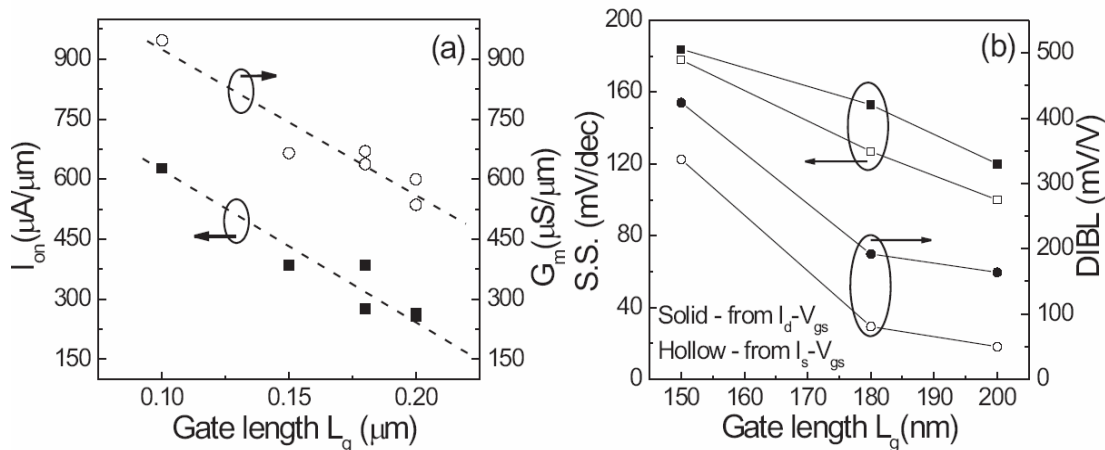 (a)
900
750
600
450
300
150
900
750
600
450
300
150
I_on(μA/μm)
G_m(μS/μm)
0.10 0.15 0.20
Gate length L_g (μm)
(b)
200
160
120
80
40
0
500
400
300
200
100
0
S.S. (mV/dec)
DIBL (mV/V)
Solid - from I_d-V_gs
Hollow - from I_s-V_gs
150 160 170 180 190 200
Gate length L_g(nm)